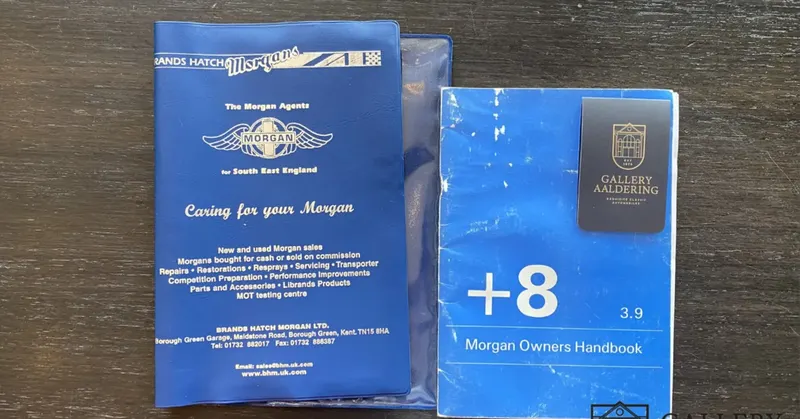 BRANDS HATCH Morgans
The Morgan Agents
MORGAN
for South East England
Caring for your Morgan
New and used Morgan sales
Morgans bought for cash or sold on commission
Repairs • Restorations • Resprays • Servicing • Transporter
Competition Preparation • Performance Improvements
Parts and Accessories • Librands Products
MOT testing centre
BRANDS HATCH MORGAN LTD.
Borough Green Garage, Maidstone Road, Borough Green, Kent. TN15 8HA
Tel: 01732 882017 Fax: 01732 888387
Email: sales@bhm.uk.com
www.bhm.uk.com
GALLERY
AALDERING
EXQUISITE CLASSIC
AUTOMOBILES
+8
3.9
Morgan Owners Handbook
GALLERY